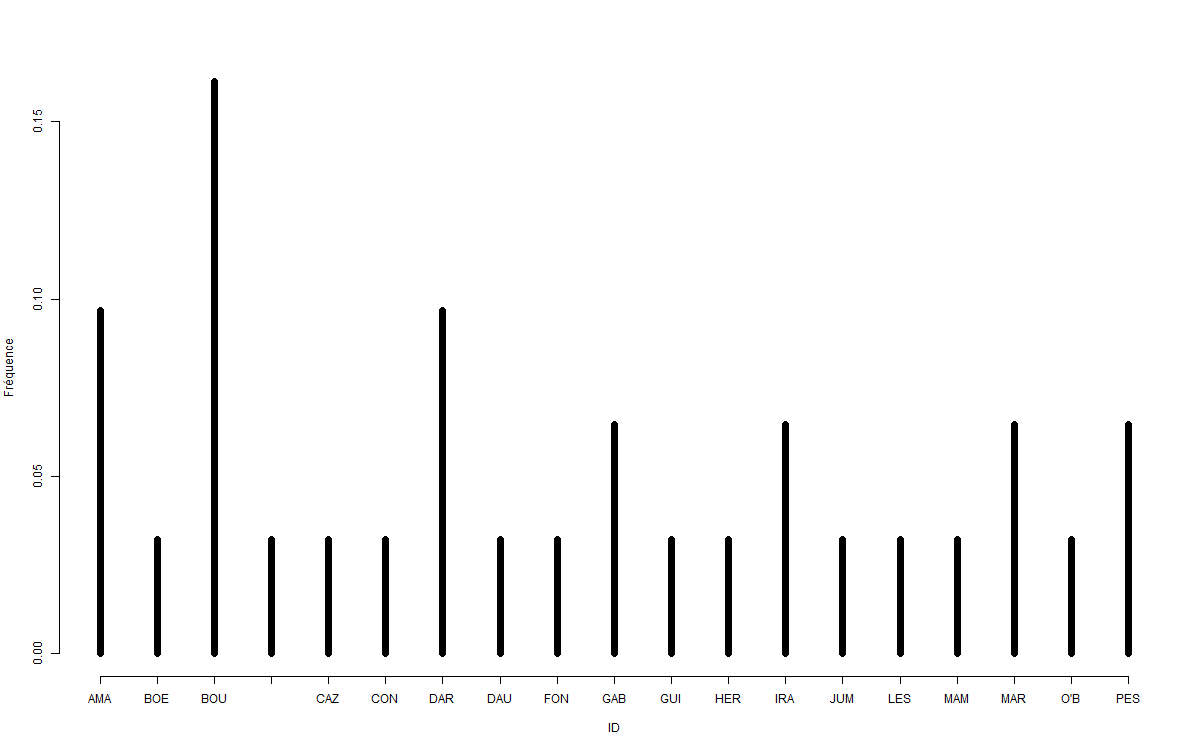 Fréquence
0.15
0.10
0.05
0.00
AMA BOE BOU CAZ CON DAR DAU FON GAB GUI HER IRA JUM LES MAM MAR O'B PES
ID